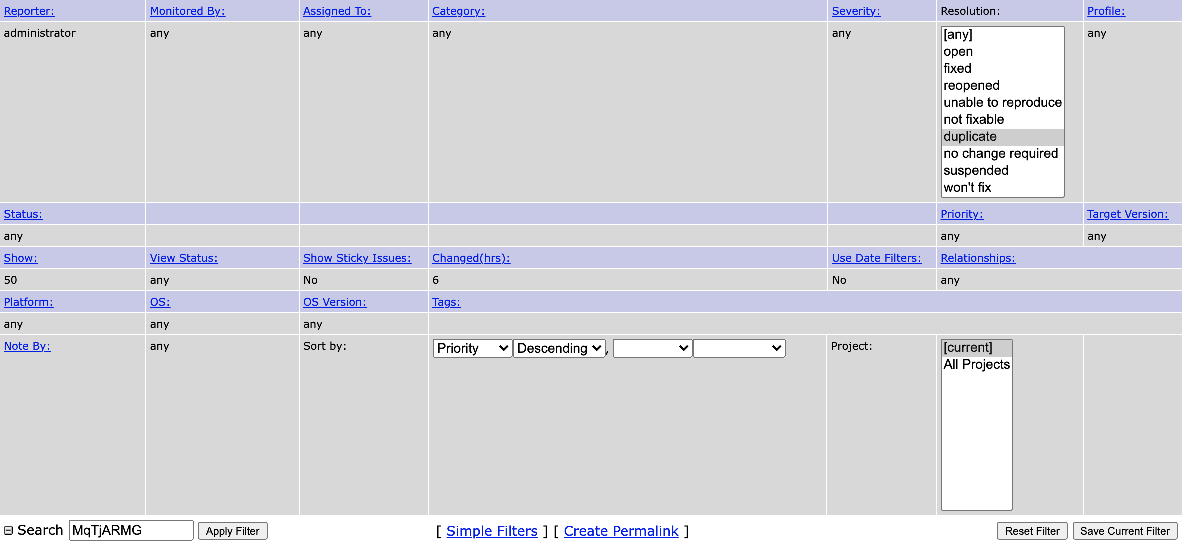 Reporter: Monitored By: Assigned To: Category: Severity: Resolution: Profile:
administrator any any any any [any] any
open
fixed
reopened
unable to reproduce
not fixable
duplicate
no change required
suspended
won't fix
Status: Priority: Target Version:
any any any
Show: View Status: Show Sticky Issues: Changed(hrs): Use Date Filters: Relationships:
50 any No 6 No any
Platform: OS: OS Version: Tags:
any any any
Note By: any Sort by: Priority Descending , Project: [current]
All Projects
Search MqTjARMG Apply Filter [ Simple Filters ] [ Create Permalink ] Reset Filter Save Current Filter